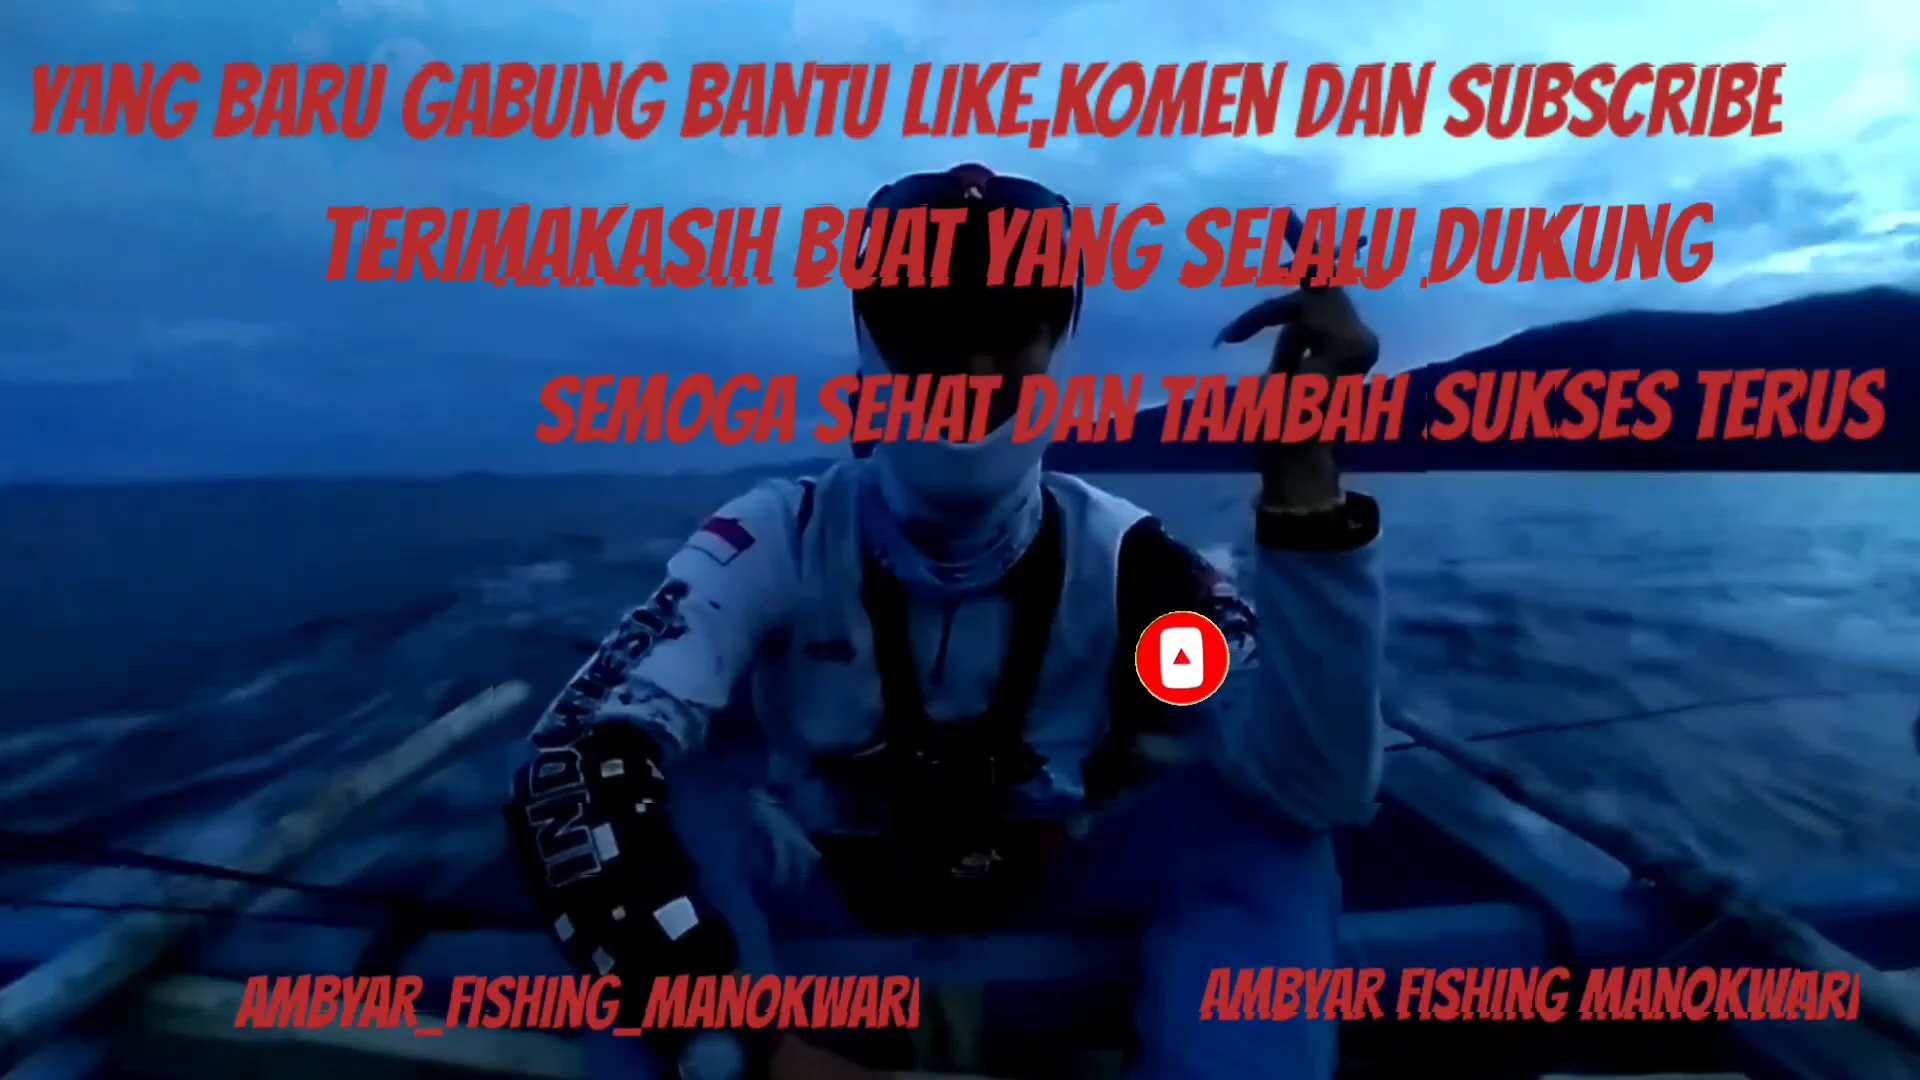 YANG BARU GABUNG BANTU LIKE,KOMEN DAN SUBSCRIBE
TERIMAKASIH BUAT YANG SELALU DUKUNG
SEMOGA SEHAT DAN TAMBAH SUKSES TERUS
INDONESIA
AMBYAR_FISHING_MANOKWARI
AMBYAR FISHING MANOKWARI